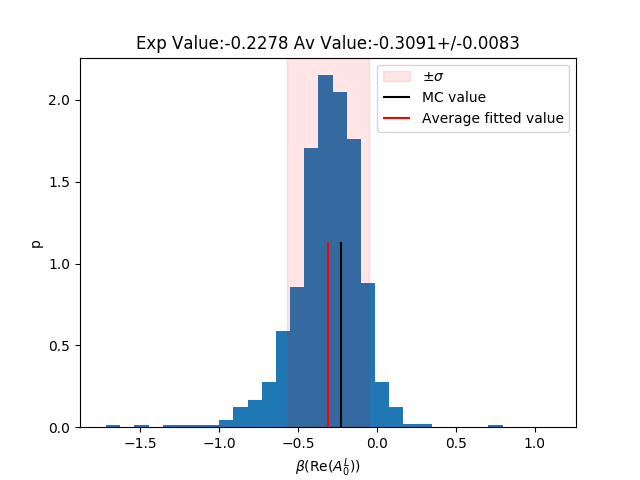 Exp Value:-0.2278 Av Value:-0.3091+/-0.0083
±σ
MC value
Average fitted value
p
2.0
1.5
1.0
0.5
0.0
−1.5 −1.0 −0.5 0.0 0.5 1.0
β(Re(A₀ᴸ))